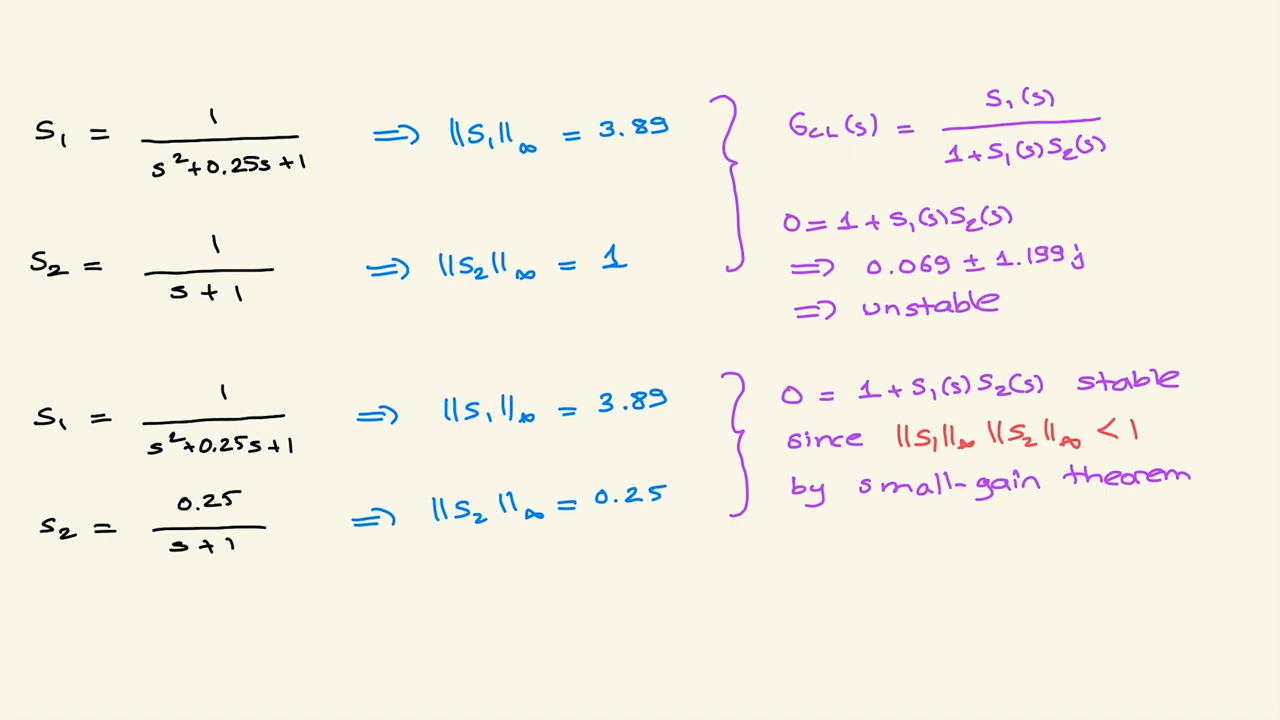 S₁ = 1 / (s²+0.25s+1) ⟹ ‖S₁‖∞ = 3.89
S₂ = 1 / (s+1) ⟹ ‖S₂‖∞ = 1
G_CL(s) = S₁(s) / (1+S₁(s)S₂(s))
0 = 1 + S₁(s)S₂(s)
⟹ 0.069 ± 1.199j
⟹ unstable
S₁ = 1 / (s²+0.25s+1) ⟹ ‖S₁‖∞ = 3.89
S₂ = 0.25 / (s+1) ⟹ ‖S₂‖∞ = 0.25
0 = 1 + S₁(s)S₂(s) stable
since ‖S₁‖∞ ‖S₂‖∞ < 1
by small-gain theorem